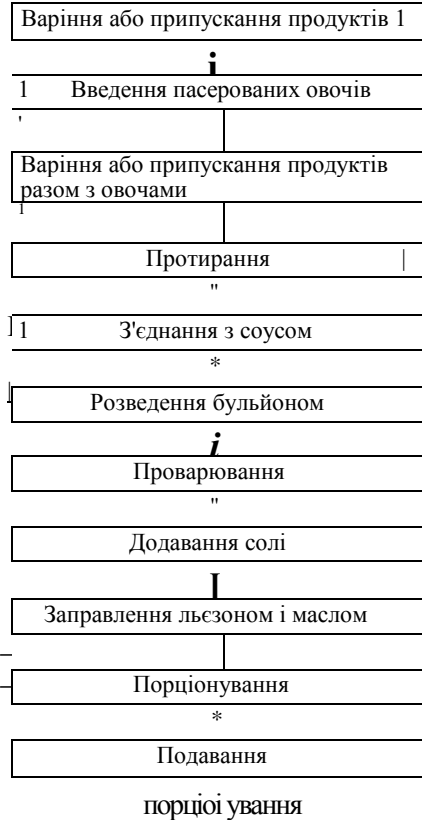 Варіння або припускання продуктів 1
i
1 Введення пасерованих овочів
'
Варіння або припускання продуктів
разом з овочами
i
Протирання |
"
1 З'єднання з соусом
*
Розведення бульйоном
i
Проварювання
"
Додавання солі
I
Заправлення льєзоном і маслом
Порціонування
*
Подавання
порціоі ування